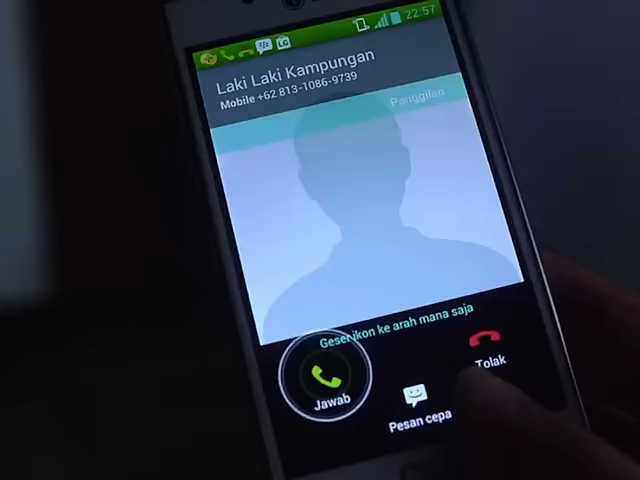 22:57
Laki Laki Kampungan
Mobile +62 813-1086-9739
Panggilan
Geser ikon ke arah mana saja
Jawab
Tolak
Pesan cepa